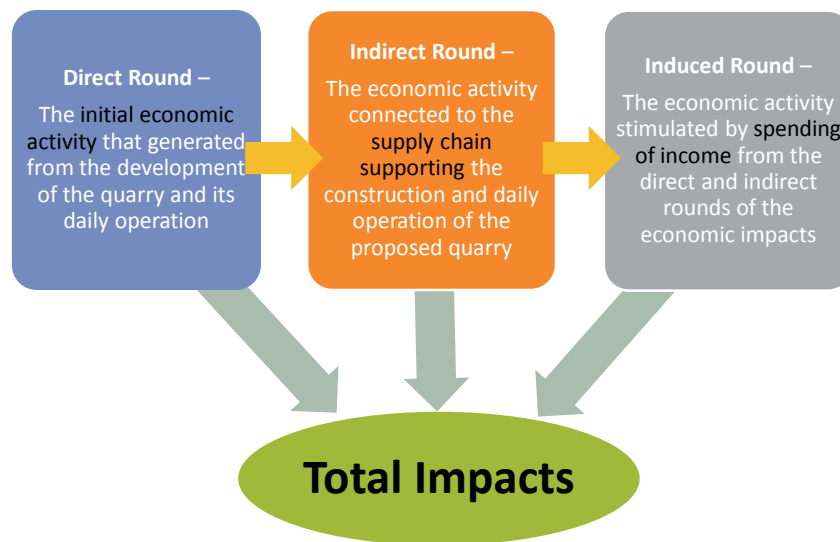 Direct Round –
The initial economic
activity that generated
from the development
of the quarry and its
daily operation
Indirect Round –
The economic activity
connected to the
supply chain
supporting the
construction and daily
operation of the
proposed quarry
Induced Round –
The economic activity
stimulated by spending
of income from the
direct and indirect
rounds of the
economic impacts
Total Impacts